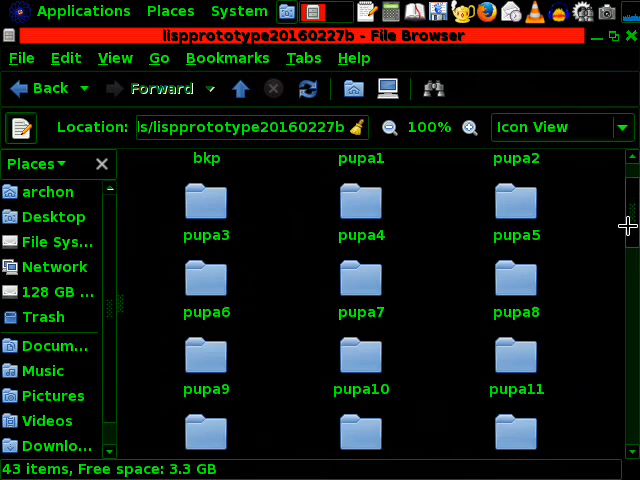 Applications Places System
lispprototype20160227b - File Browser
File Edit View Go Bookmarks Tabs Help
Back Forward
Location: ls/lispprototype20160227b 100% Icon View
Places
archon
Desktop
File Sys...
Network
128 GB ...
Trash
Docum...
Music
Pictures
Videos
Downlo...
bkp pupa1 pupa2
pupa3 pupa4 pupa5
pupa6 pupa7 pupa8
pupa9 pupa10 pupa11
43 items, Free space: 3.3 GB